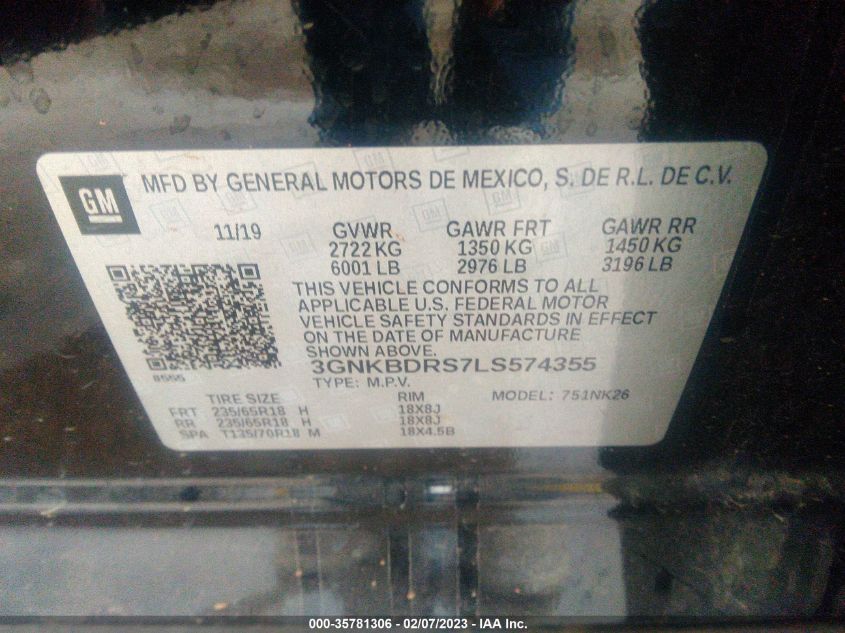 GM
MFD BY GENERAL MOTORS DE MEXICO, S. DE R.L. DE C.V.
11/19 GVWR GAWR FRT GAWR RR
2722 KG 1350 KG 1450 KG
6001 LB 2976 LB 3196 LB
THIS VEHICLE CONFORMS TO ALL
APPLICABLE U.S. FEDERAL MOTOR
VEHICLE SAFETY STANDARDS IN EFFECT
ON THE DATE OF MANUFACTURE
SHOWN ABOVE.
8555
3GNKBDRS7LS574355
TYPE: M.P.V.
TIRE SIZE RIM MODEL: 751NK26
FRT 235/65R18 H 18X8J
RR 235/65R18 H 18X8J
SPA T135/70R18 M 18X4.5B
000-35781306 - 02/07/2023 - IAA Inc.